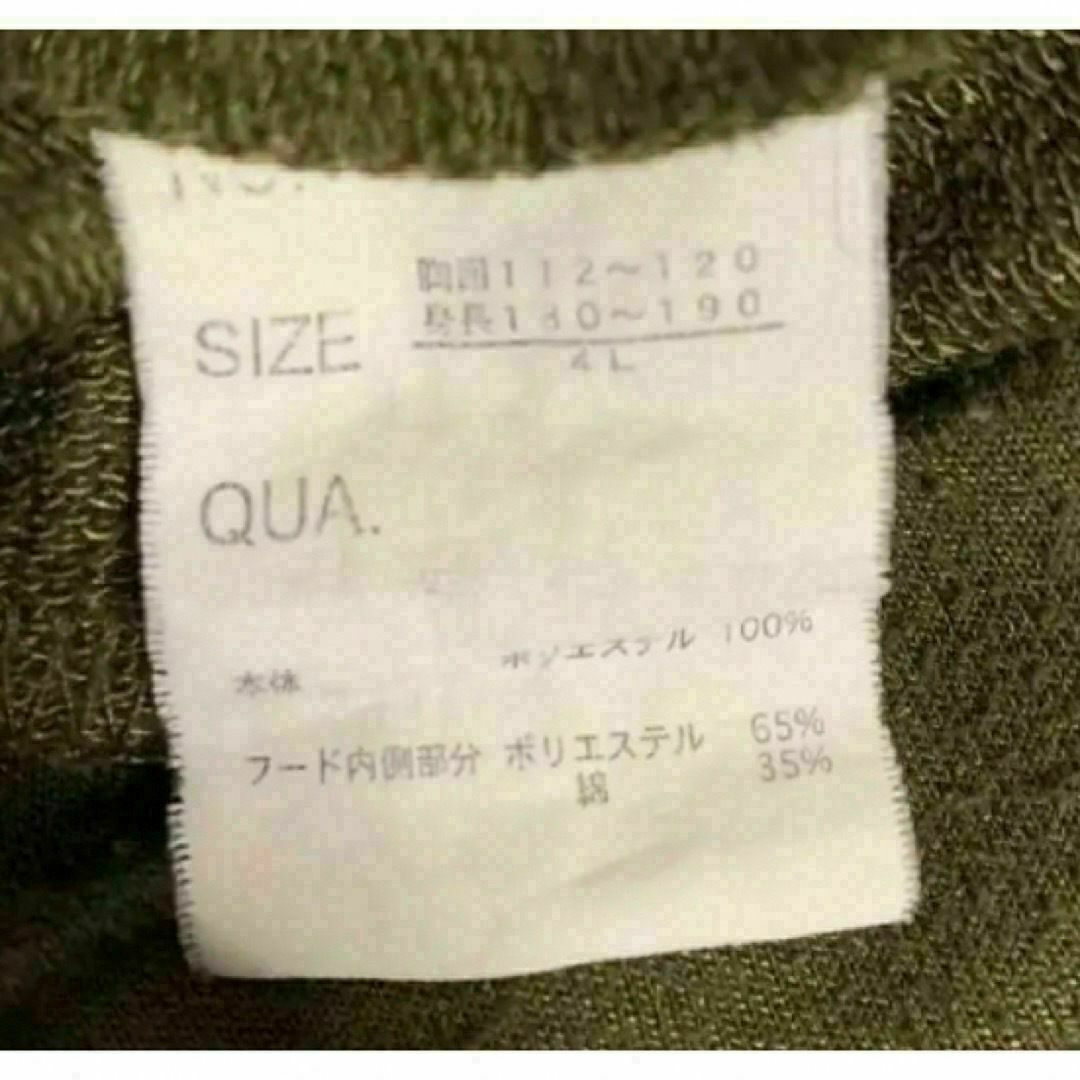 No.
胸囲112～120
SIZE 身長180～190
4L
QUA.
本体 ポリエステル 100%
フード内側部分 ポリエステル 65%
綿 35%